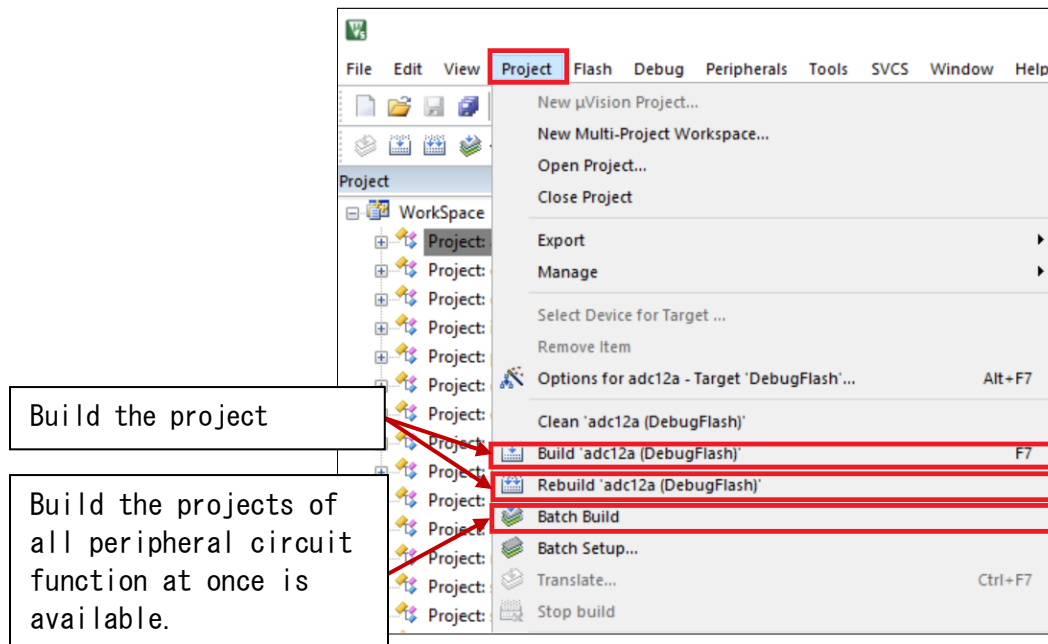 File Edit View Project Flash Debug Peripherals Tools SVCS Window Help
Project
WorkSpace
Project:
Project:
Project:
Project:
Project:
Project:
Project:
Project:
Project:
Project:
Project:
Project:
Project:
Project:
New µVision Project...
New Multi-Project Workspace...
Open Project...
Close Project
Export
Manage
Select Device for Target ...
Remove Item
Options for adc12a - Target 'DebugFlash'... Alt+F7
Clean 'adc12a (DebugFlash)'
Build 'adc12a (DebugFlash)' F7
Rebuild 'adc12a (DebugFlash)'
Batch Build
Batch Setup...
Translate... Ctrl+F7
Stop build
Build the project
Build the projects of
all peripheral circuit
function at once is
available.